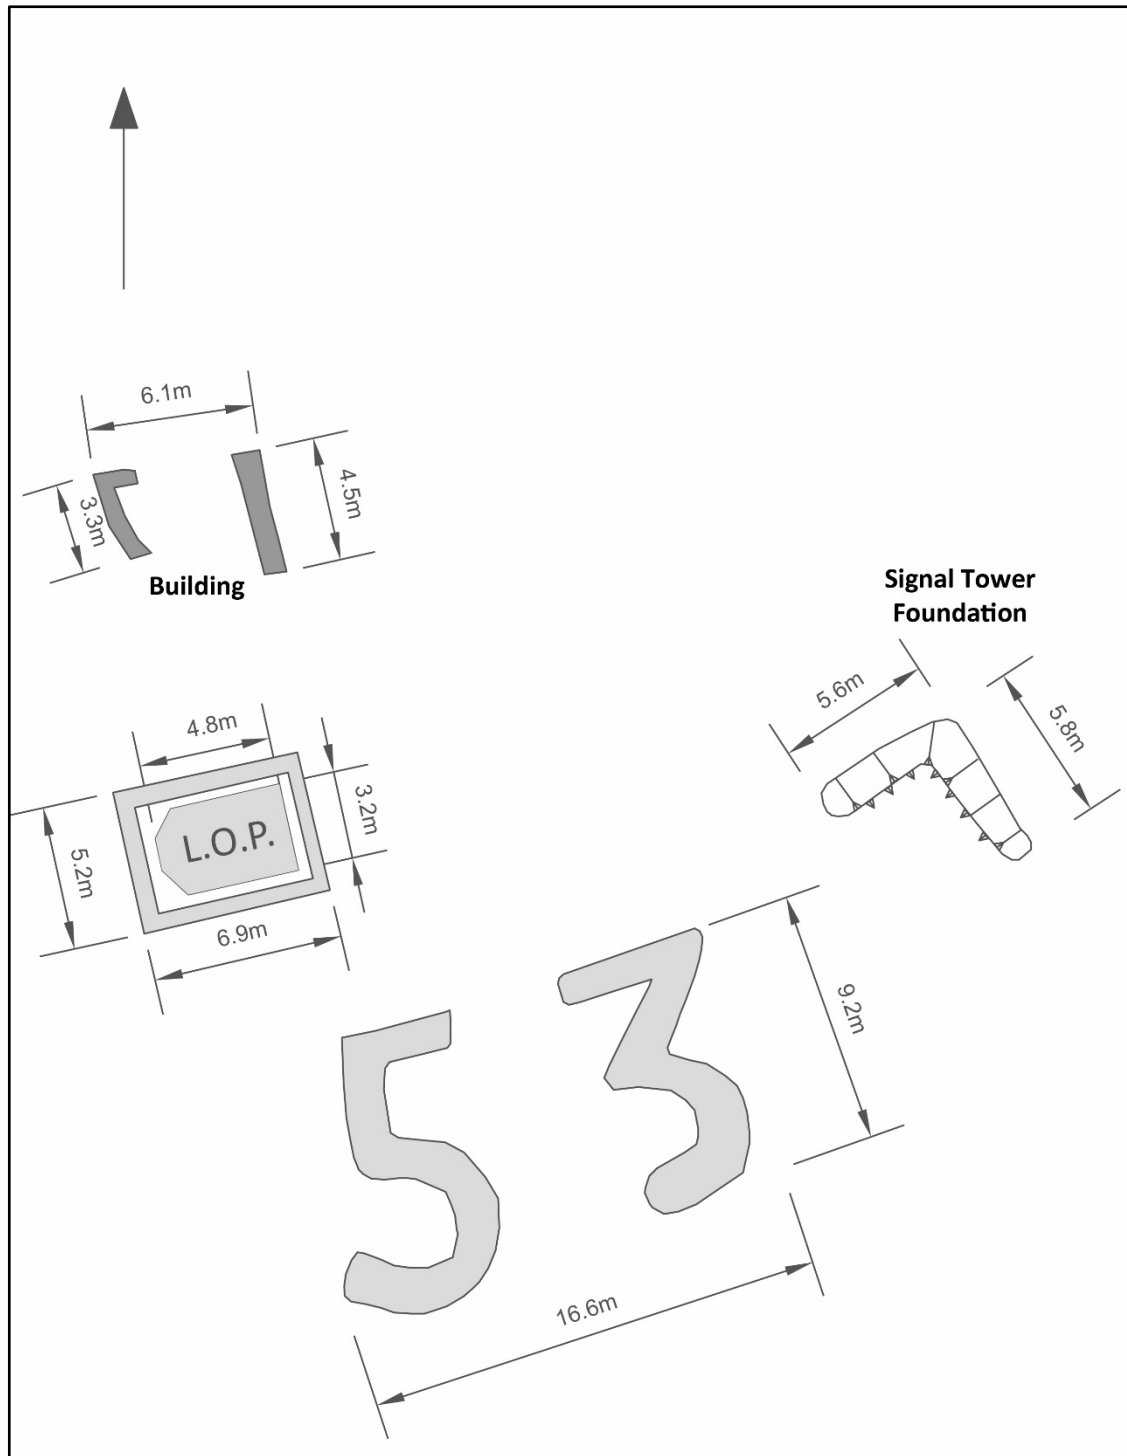 6.1m
3.3m
4.5m
Building
Signal Tower
Foundation
5.6m
5.8m
4.8m
3.2m
L.O.P.
5.2m
6.9m
9.2m
53
16.6m